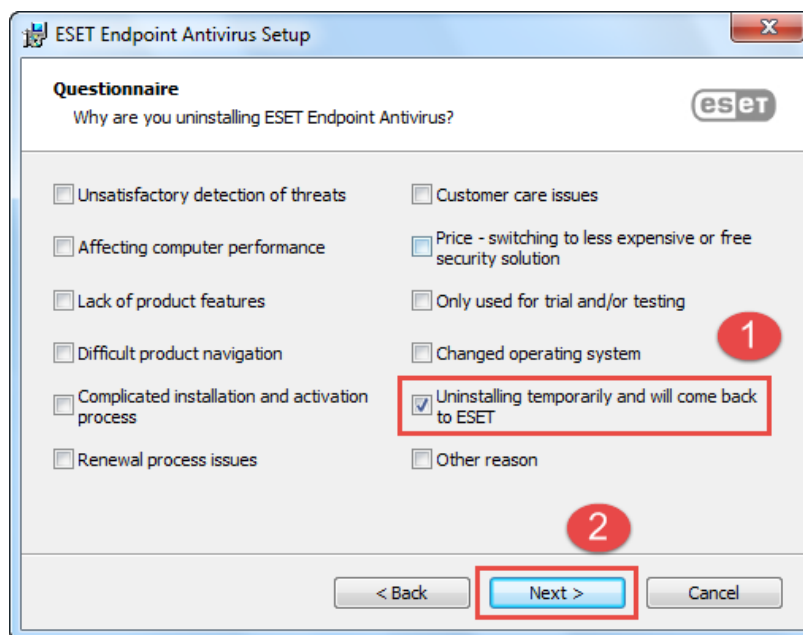 ESET Endpoint Antivirus Setup
x
Questionnaire
Why are you uninstalling ESET Endpoint Antivirus?
eset
Unsatisfactory detection of threats
Affecting computer performance
Lack of product features
Difficult product navigation
Complicated installation and activation
process
Renewal process issues
Customer care issues
Price - switching to less expensive or free
security solution
Only used for trial and/or testing
1
Changed operating system
Uninstalling temporarily and will come back
to ESET
Other reason
2
< Back
Next >
Cancel